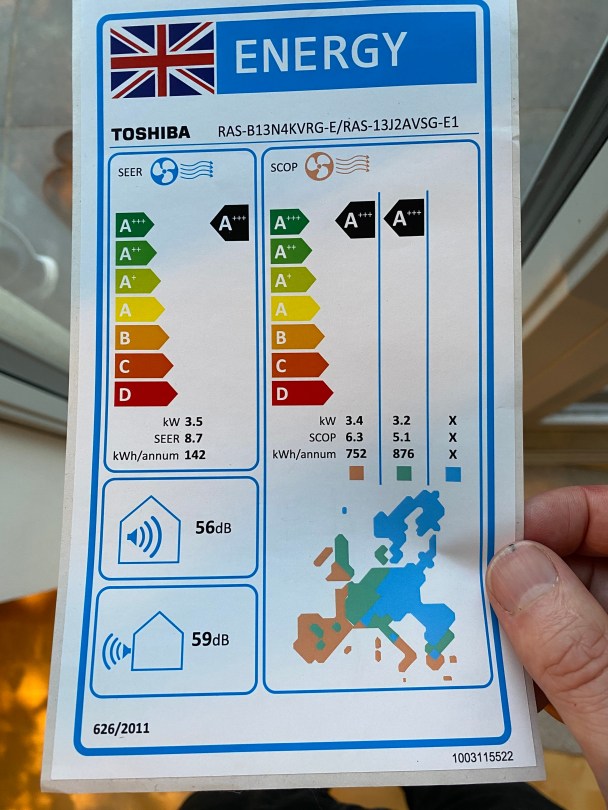 ENERGY
TOSHIBA RAS-B13N4KVRG-E/RAS-13J2AVSG-E1
SEER
SCOP
A+++ A+++
A++
A+
A
B
C
D
kW 3.5
SEER 8.7
kWh/annum 142
A+++ A+++ A+++
A++
A+
A
B
C
D
kW 3.4 3.2 X
SCOP 6.3 5.1 X
kWh/annum 752 876 X
56dB
59dB
626/2011
1003115522